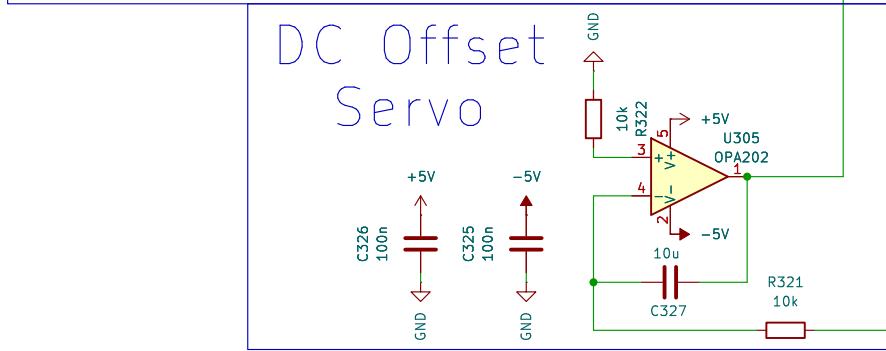 DC Offset
Servo
GND
10k
R322
+5V
5
U305
OPA202
3
+
V+
1
4
-
V-
2
-5V
+5V
-5V
C326
100n
C325
100n
10u
C327
R321
10k
GND
GND